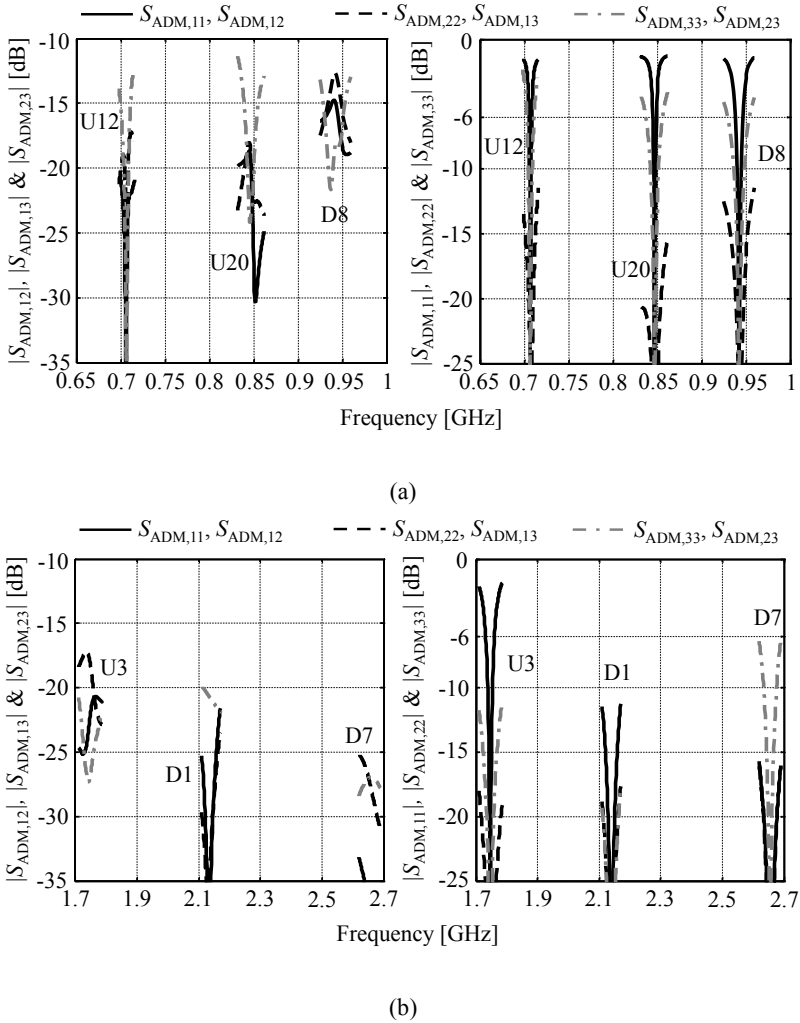 S_ADM,11, S_ADM,12 S_ADM,22, S_ADM,13 S_ADM,33, S_ADM,23
|S_ADM,12|, |S_ADM,13| & |S_ADM,23| [dB]
-10
-15
-20
-25
-30
-35
U12
U20
D8
0.65 0.7 0.75 0.8 0.85 0.9 0.95 1
|S_ADM,11|, |S_ADM,22| & |S_ADM,33| [dB]
0
-6
-10
-15
-20
-25
U12
D8
U20
0.65 0.7 0.75 0.8 0.85 0.9 0.95 1
Frequency [GHz]
(a)
S_ADM,11, S_ADM,12 S_ADM,22, S_ADM,13 S_ADM,33, S_ADM,23
|S_ADM,12|, |S_ADM,13| & |S_ADM,23| [dB]
-10
-15
-20
-25
-30
-35
U3
D1
D7
1.7 1.9 2.1 2.3 2.5 2.7
|S_ADM,11|, |S_ADM,22| & |S_ADM,33| [dB]
0
-6
-10
-15
-20
-25
D7
U3
D1
1.7 1.9 2.1 2.3 2.5 2.7
Frequency [GHz]
(b)